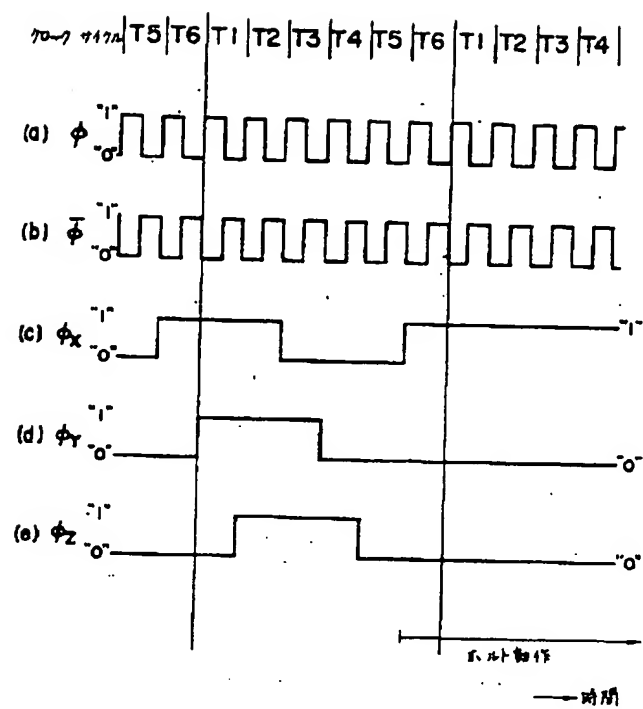 クロック サイクル |T5|T6|T1|T2|T3|T4|T5|T6|T1|T2|T3|T4|
(a) φ "1" "0"
(b) φ̄ "1" "0"
(c) φX "1" "0" "1"
(d) φY "1" "0" "0"
(e) φZ "1" "0" "0"
ホルト動作
→ 時間